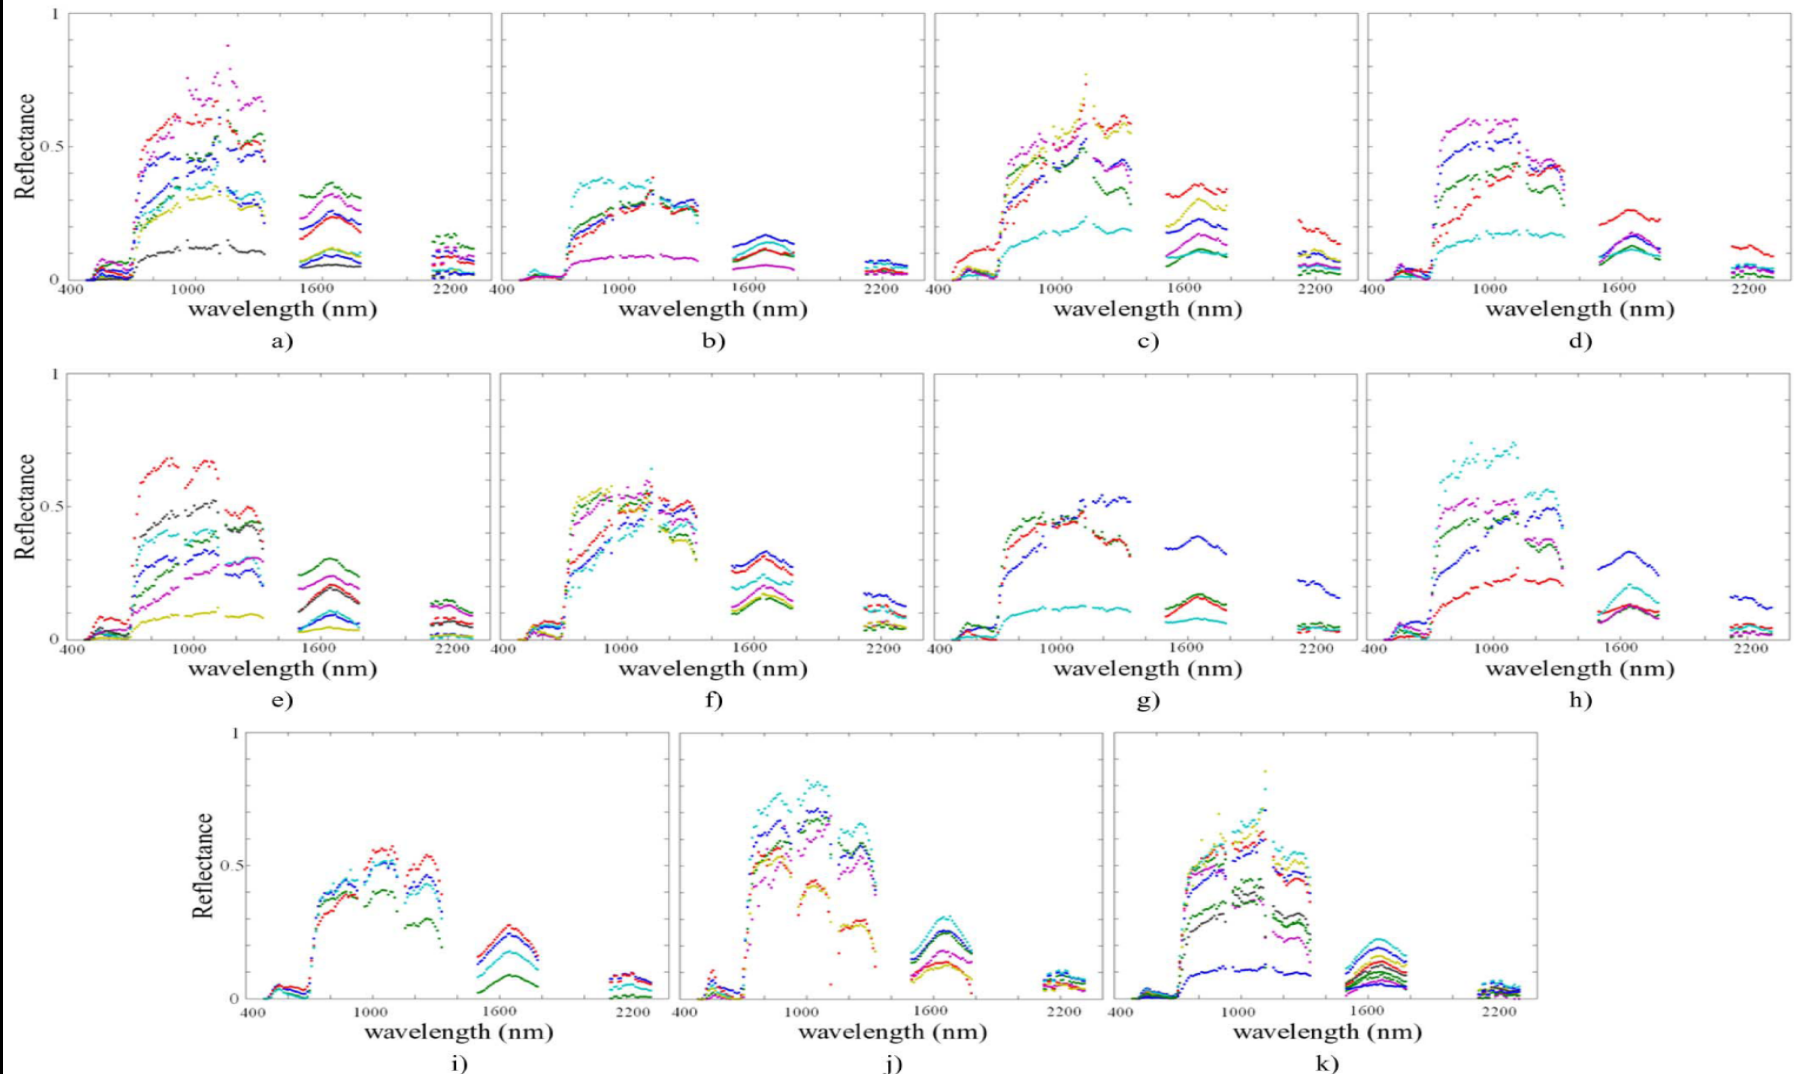 1
Reflectance
0.5
0
400 1000 1600 2200 400 1000 1600 2200 400 1000 1600 2200 400 1000 1600 2200
wavelength (nm) wavelength (nm) wavelength (nm) wavelength (nm)
a) b) c) d)
1
Reflectance
0.5
0
400 1000 1600 2200 400 1000 1600 2200 400 1000 1600 2200 400 1000 1600 2200
wavelength (nm) wavelength (nm) wavelength (nm) wavelength (nm)
e) f) g) h)
1
Reflectance
0.5
0
400 1000 1600 2200 400 1000 1600 2200 400 1000 1600 2200
wavelength (nm) wavelength (nm) wavelength (nm)
i) j) k)